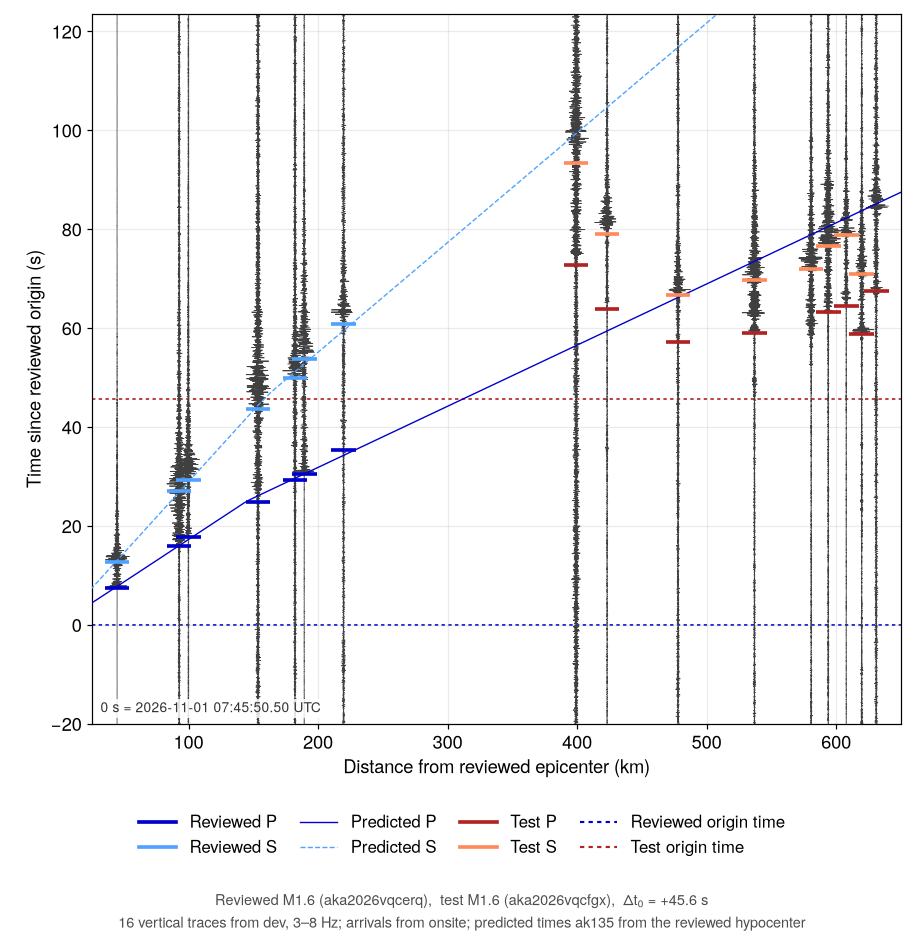 120
100
80
60
40
20
0
−20
Time since reviewed origin (s)
0 s = 2026-11-01 07:45:50.50 UTC
100 200 300 400 500 600
Distance from reviewed epicenter (km)
Reviewed P Predicted P Test P Reviewed origin time
Reviewed S Predicted S Test S Test origin time
Reviewed M1.6 (aka2026vqcerq), test M1.6 (aka2026vqcfgx), Δt₀ = +45.6 s
16 vertical traces from dev, 3–8 Hz; arrivals from onsite; predicted times ak135 from the reviewed hypocenter